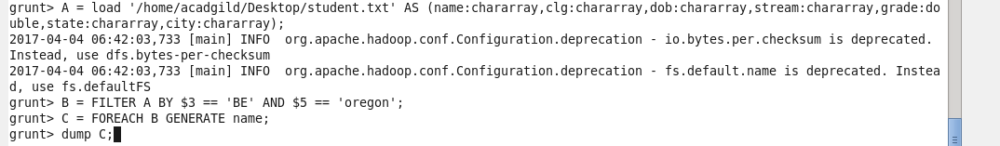 grunt> A = load '/home/acadgild/Desktop/student.txt' AS (name:chararray,clg:chararray,dob:chararray,stream:chararray,grade:do
uble,state:chararray,city:chararray);
2017-04-04 06:42:03,733 [main] INFO  org.apache.hadoop.conf.Configuration.deprecation - io.bytes.per.checksum is deprecated.
Instead, use dfs.bytes-per-checksum
2017-04-04 06:42:03,733 [main] INFO  org.apache.hadoop.conf.Configuration.deprecation - fs.default.name is deprecated. Instea
d, use fs.defaultFS
grunt> B = FILTER A BY $3 == 'BE' AND $5 == 'oregon';
grunt> C = FOREACH B GENERATE name;
grunt> dump C;